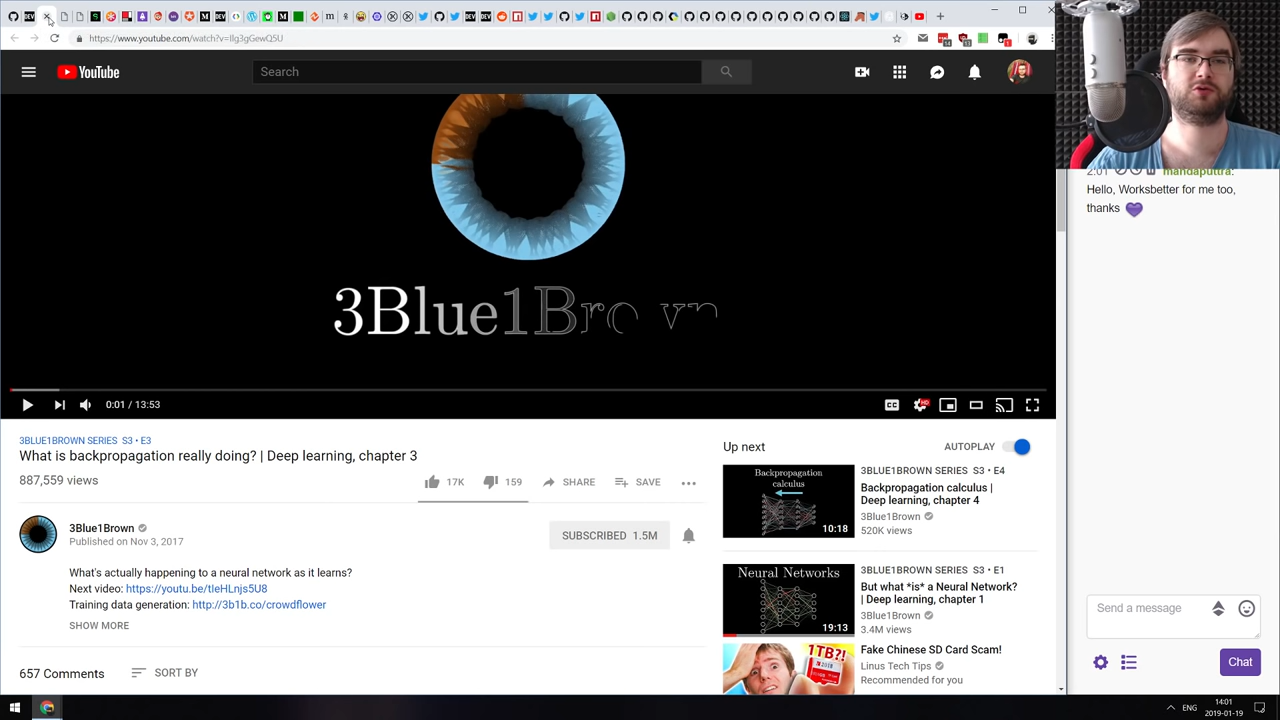 https://www.youtube.com/watch?v=Ilg3gGewQ5U
YouTube
Search
3Blue1Brown
0:01 / 13:53
CC
HD
3BLUE1BROWN SERIES S3 • E3
What is backpropagation really doing? | Deep learning, chapter 3
887,559 views
17K
159
SHARE
SAVE
3Blue1Brown
Published on Nov 3, 2017
SUBSCRIBED 1.5M
What's actually happening to a neural network as it learns?
Next video: https://youtu.be/tIeHLnjs5U8
Training data generation: http://3b1b.co/crowdflower
SHOW MORE
657 Comments
SORT BY
Up next
AUTOPLAY
Backpropagation
calculus
10:18
3BLUE1BROWN SERIES S3 • E4
Backpropagation calculus |
Deep learning, chapter 4
3Blue1Brown
520K views
Neural Networks
19:13
3BLUE1BROWN SERIES S3 • E1
But what *is* a Neural Network?
| Deep learning, chapter 1
3Blue1Brown
3.4M views
1TB?!
Fake Chinese SD Card Scam!
Linus Tech Tips
Recommended for you
2:01 mandaputtra:
Hello, Worksbetter for me too,
thanks
Send a message
Chat
ENG
14:01
2019-01-19